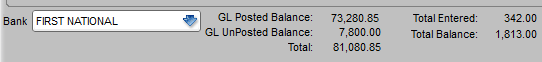 Bank FIRST NATIONAL GL Posted Balance: 73,280.85 Total Entered: 342.00
GL UnPosted Balance: 7,800.00 Total Balance: 1,813.00
Total: 81,080.85